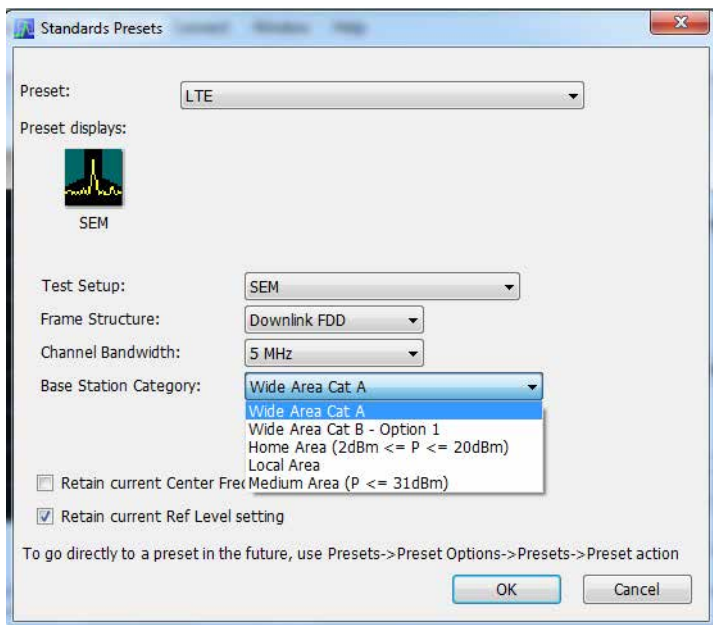 Standards Presets
Preset: LTE
Preset displays:
SEM
Test Setup: SEM
Frame Structure: Downlink FDD
Channel Bandwidth: 5 MHz
Base Station Category: Wide Area Cat A
Wide Area Cat A
Wide Area Cat B - Option 1
Home Area (2dBm <= P <= 20dBm)
Local Area
Medium Area (P <= 31dBm)
Retain current Center
Retain current Ref Level setting
To go directly to a preset in the future, use Presets->Preset Options->Presets->Preset action
OK Cancel